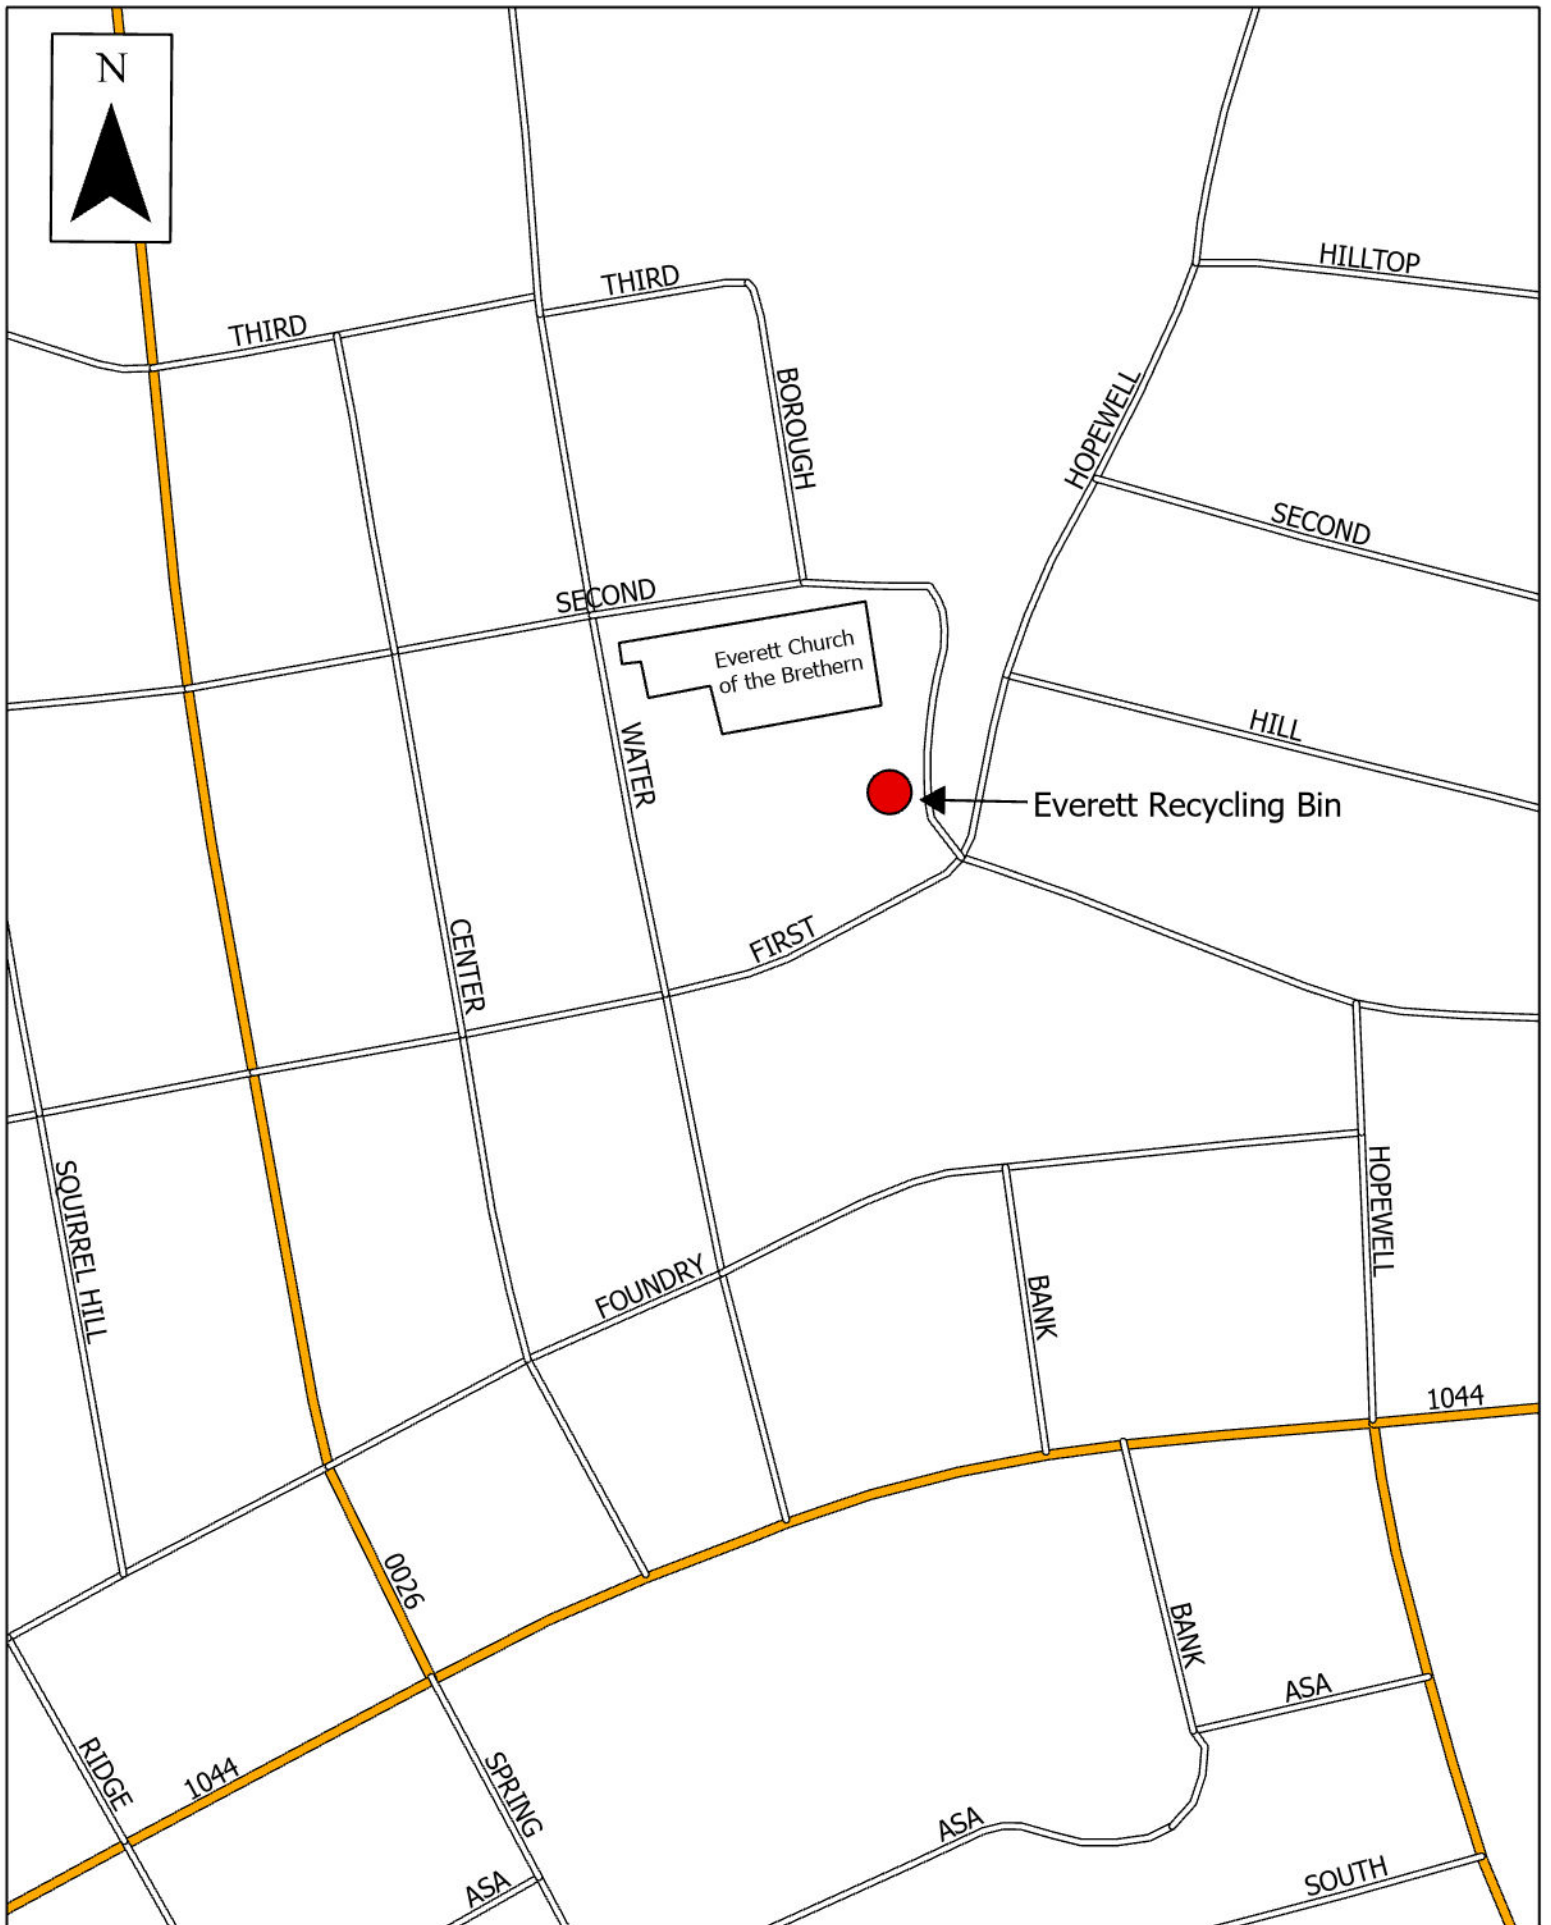 N
HILLTOP
THIRD
THIRD
BOROUGH
HOPEWELL
SECOND
SECOND
Everett Church
of the Brethern
HILL
WATER
Everett Recycling Bin
CENTER
FIRST
SQUIRREL HILL
HOPEWELL
FOUNDRY
BANK
1044
0026
BANK
ASA
RIDGE
1044
SPRING
ASA
SOUTH
ASA